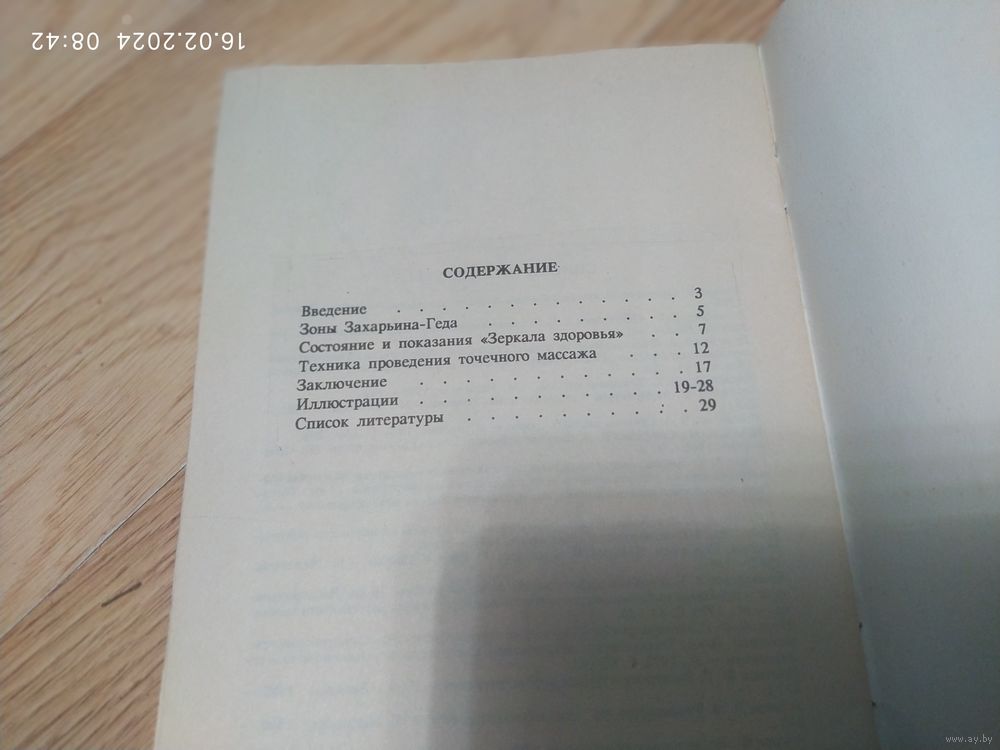 16.02.2024 08:42
СОДЕРЖАНИЕ
Введение . . . . . . . . . . . . 3
Зоны Захарьина-Геда . . . . . . . . 5
Состояние и показания «Зеркала здоровья» . . 7
Техника проведения точечного массажа . . . 12
Заключение . . . . . . . . . . . 17
Иллюстрации . . . . . . . . . . . 19-28
Список литературы . . . . . . . . . 29
www.ay.by